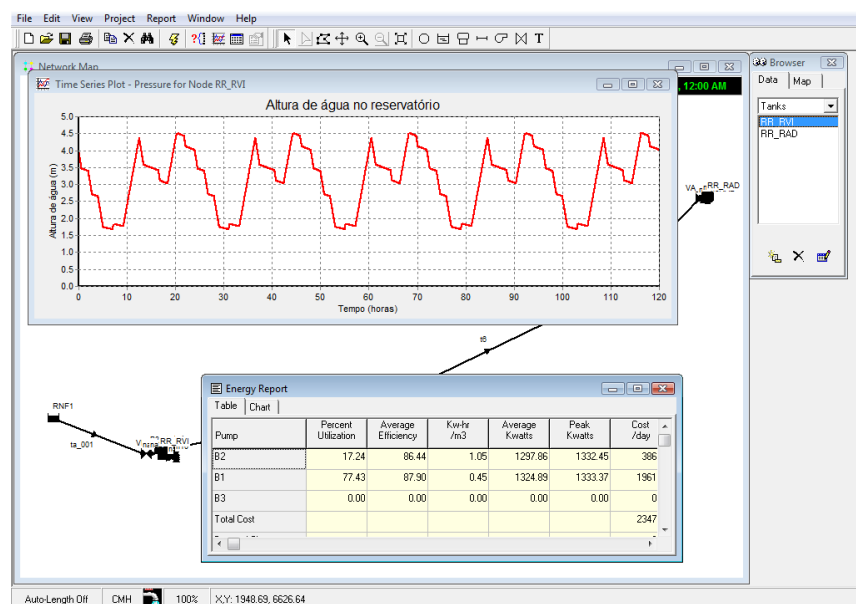 File Edit View Project Report Window Help
T
Network Map
Browser
Data Map
Time Series Plot - Pressure for Node RR_RVI
, 12:00 AM
Tanks
RR_RVI
RR_RAD
Altura de água no reservatório
5.0
4.5
4.0
3.5
3.0
2.5
2.0
1.5
1.0
0.5
0.0
Altura de água (m)
0 10 20 30 40 50 60 70 80 90 100 110 120
Tempo (horas)
RR_RAD
t6
Energy Report
Table Chart
Pump Percent Utilization Average Efficiency Kw-hr /m3 Average Kwatts Peak Kwatts Cost /day
B2 17.24 86.44 1.05 1297.86 1332.45 386
B1 77.43 87.90 0.45 1324.89 1333.37 1961
B3 0.00 0.00 0.00 0.00 0.00 0
Total Cost 2347
RNF1
ta_001
RR_RVI
Auto-Length Off CMH 100% X,Y: 1948.69, 6626.64